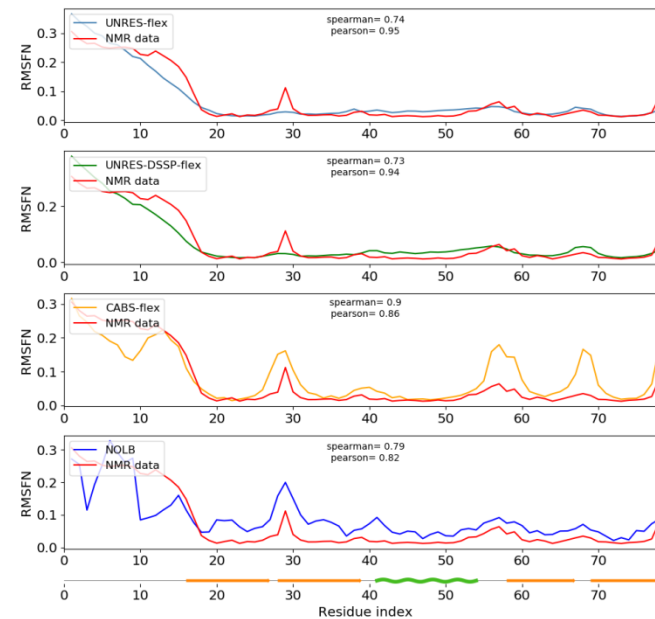 UNRES-flex
NMR data
spearman= 0.74
pearson= 0.95
RMSFN
0.3
0.2
0.1
0.0
0 10 20 30 40 50 60 70
UNRES-DSSP-flex
NMR data
spearman= 0.73
pearson= 0.94
RMSFN
0.2
0.0
0 10 20 30 40 50 60 70
CABS-flex
NMR data
spearman= 0.9
pearson= 0.86
RMSFN
0.3
0.2
0.1
0.0
0 10 20 30 40 50 60 70
NOLB
NMR data
spearman= 0.79
pearson= 0.82
RMSFN
0.3
0.2
0.1
0.0
0 10 20 30 40 50 60 70
0 10 20 30 40 50 60 70
Residue index